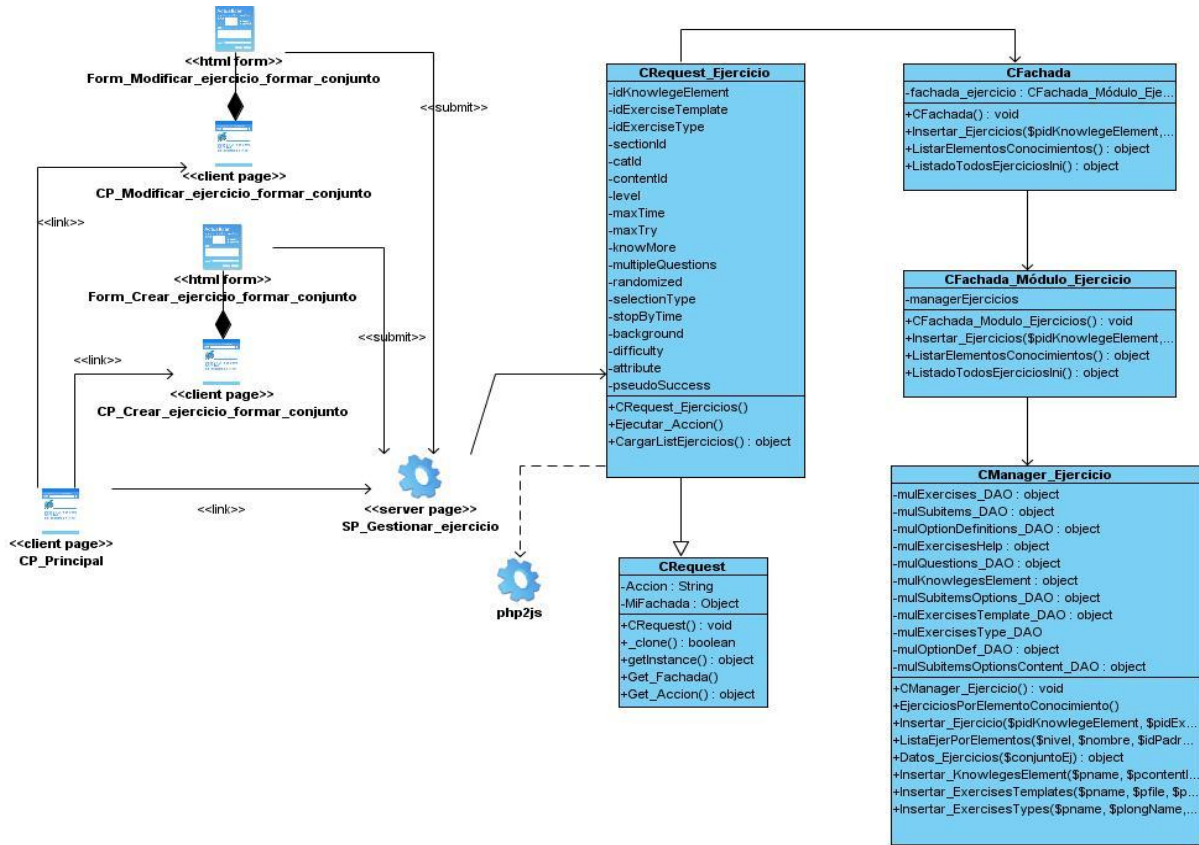 <<html form>>
Form_Modificar_ejercicio_formar_conjunto
<<submit>>
<<client page>>
CP_Modificar_ejercicio_formar_conjunto
<<link>>
<<html form>>
Form_Crear_ejercicio_formar_conjunto
<<submit>>
<<link>>
<<client page>>
CP_Crear_ejercicio_formar_conjunto
<<client page>>
CP_Principal
<<link>>
<<server page>>
SP_Gestionar_ejercicio
php2js
CRequest_Ejercicio
-idKnowlegeElement
-idExerciseTemplate
-idExerciseType
-sectionId
-catId
-contentId
-level
-maxTime
-maxTry
-knowMore
-multipleQuestions
-randomized
-selectionType
-stopByTime
-background
-difficulty
-attribute
-pseudoSuccess
+CRequest_Ejercicios()
+Ejecutar_Accion()
+CargarListEjercicios() : object
CRequest
-Accion : String
-MiFachada : Object
+CRequest() : void
+_clone() : boolean
+getInstance() : object
+Get_Fachada()
+Get_Accion() : object
CFachada
-fachada_ejercicio : CFachada_Módulo_Eje...
+CFachada() : void
+Insertar_Ejercicios($pidKnowlegeElement,...
+ListarElementosConocimientos() : object
+ListadoTodosEjerciciosIni() : object
CFachada_Módulo_Ejercicio
-managerEjercicios
+CFachada_Modulo_Ejercicios() : void
+Insertar_Ejercicios($pidKnowlegeElement,...
+ListarElementosConocimientos() : object
+ListadoTodosEjerciciosIni() : object
CManager_Ejercicio
-mulExercises_DAO : object
-mulSubitems_DAO : object
-mulOptionDefinitions_DAO : object
-mulExercisesHelp : object
-mulQuestions_DAO : object
-mulKnowlegesElement : object
-mulSubitemsOptions_DAO : object
-mulExercisesTemplate_DAO : object
-mulExercisesType_DAO
-mulOptionDef_DAO : object
-mulSubitemsOptionsContent_DAO : object
+CManager_Ejercicio() : void
+EjerciciosPorElementoConocimiento()
+Insertar_Ejercicio($pidKnowlegeElement, $pidEx...
+ListaEjerPorElementos($nivel, $nombre, $idPadr...
+Datos_Ejercicios($conjuntoEj) : object
+Insertar_KnowlegesElement($pname, $pcontentI...
+Insertar_ExercisesTemplates($pname, $pfile, $p...
+Insertar_ExercisesTypes($pname, $plongName,...